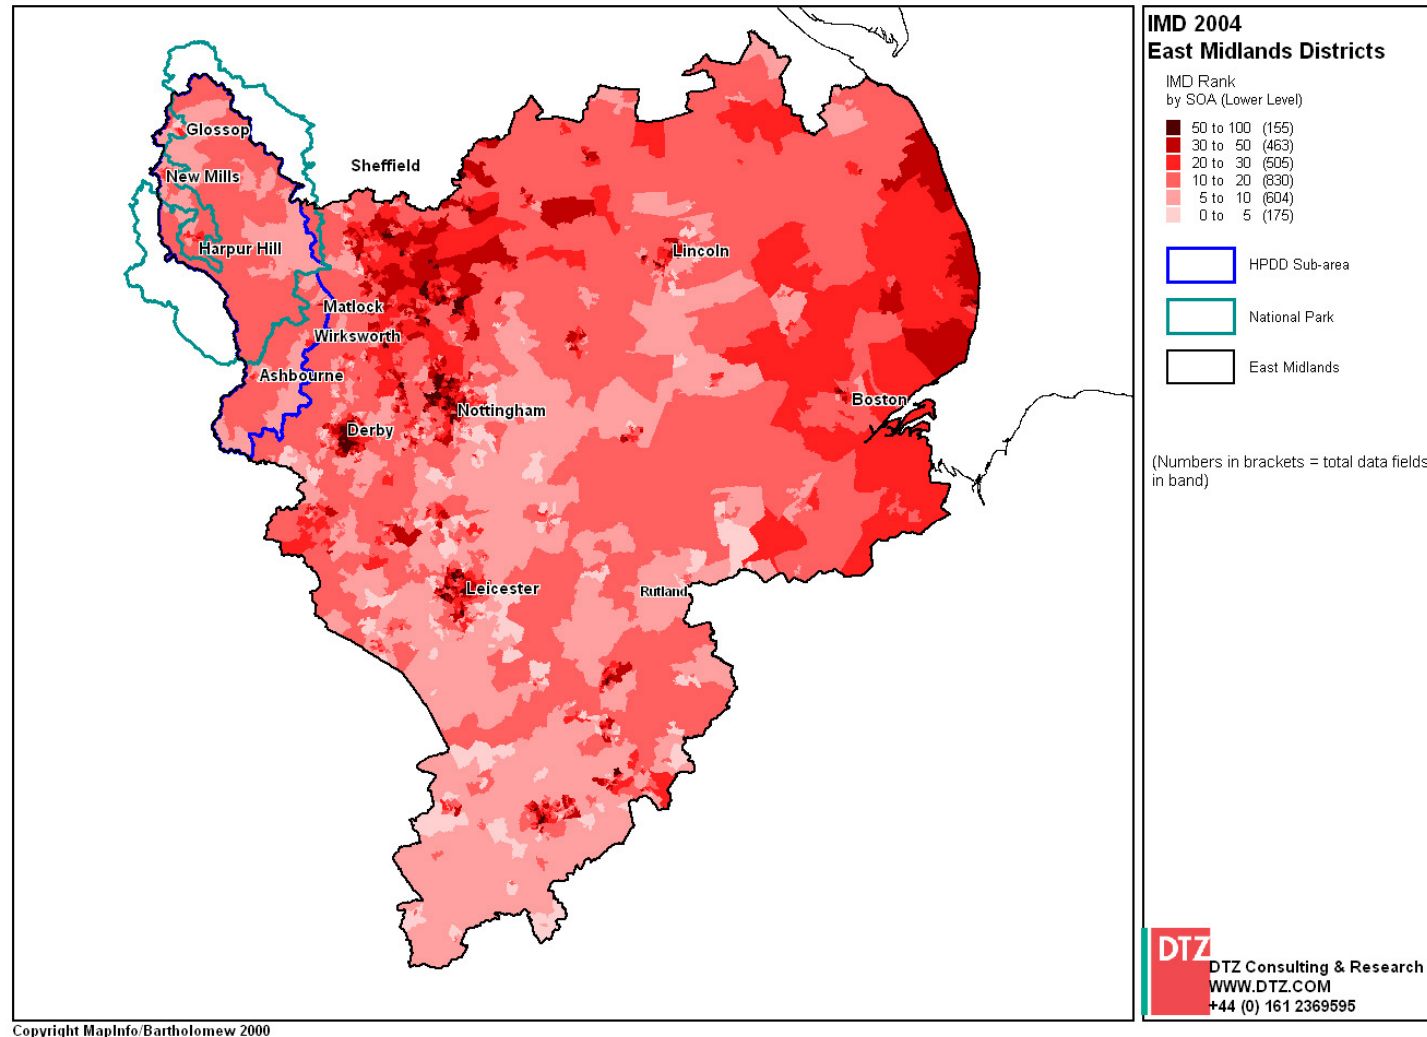 IMD 2004
East Midlands Districts
IMD Rank
by SOA (Lower Level)
50 to 100 (155)
30 to 50 (463)
20 to 30 (505)
10 to 20 (830)
5 to 10 (604)
0 to 5 (175)
HPDD Sub-area
National Park
East Midlands
(Numbers in brackets = total data fields
in band)
Glossop
Sheffield
New Mills
Harpur Hill
Lincoln
Matlock
Wirksworth
Ashbourne
Boston
Nottingham
Derby
Leicester
Rutland
DTZ
DTZ Consulting & Research
WWW.DTZ.COM
+44 (0) 161 2369595
Copyright MapInfo/Bartholomew 2000